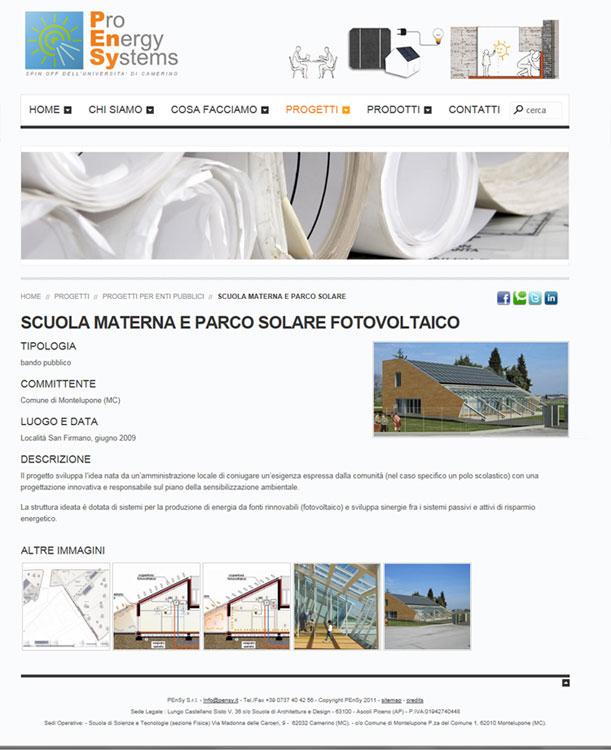 Pro
Energy
Systems
SPIN OFF DELL'UNIVERSITA' DI CAMERINO
HOME CHI SIAMO COSA FACCIAMO PROGETTI PRODOTTI CONTATTI cerca
HOME // PROGETTI // PROGETTI PER ENTI PUBBLICI // SCUOLA MATERNA E PARCO SOLARE
SCUOLA MATERNA E PARCO SOLARE FOTOVOLTAICO
TIPOLOGIA
bando pubblico
COMMITTENTE
Comune di Montelupone (MC)
LUOGO E DATA
Località San Firmano, giugno 2009
DESCRIZIONE
Il progetto sviluppa l'idea nata da un'amministrazione locale di coniugare un'esigenza espressa dalla comunità (nel caso specifico un polo scolastico) con una
progettazione innovativa e responsabile sul piano della sensibilizzazione ambientale.
La struttura ideata è dotata di sistemi per la produzione di energia da fonti rinnovabili (fotovoltaico) e sviluppa sinergie fra i sistemi passivi e attivi di risparmio
energetico.
ALTRE IMMAGINI
PEnSy S.r.l. - info@pensy.it - Tel./Fax +39 0737 40 42 56 - Copyright PEnSy 2011 - sitemap - credits
Sede Legale : Lungo Castellano Sisto V, 36 c/o Scuola di Architettura e Design - 63100 - Ascoli Piceno (AP) - P.IVA:01942740448
Sedi Operative: - Scuola di Scienze e Tecnologie (sezione Fisica) Via Madonna delle Carceri, 9 - 62032 Camerino (MC). - c/o Comune di Montelupone P.za del Comune 1, 62010 Montelupone (MC).